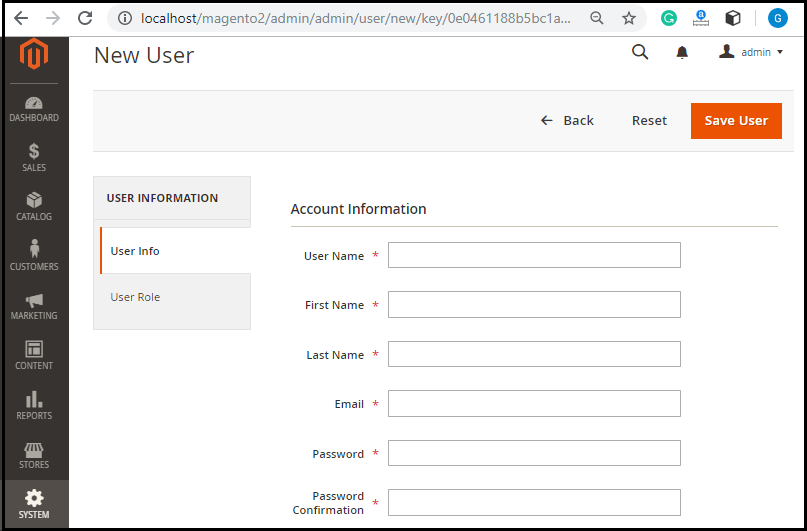 localhost/magento2/admin/admin/user/new/key/0e0461188b5bc1a...
G
G
New User
admin
Back
Reset
Save User
DASHBOARD
SALES
CATALOG
CUSTOMERS
MARKETING
CONTENT
REPORTS
STORES
SYSTEM
USER INFORMATION
User Info
User Role
Account Information
User Name *
First Name *
Last Name *
Email *
Password *
Password
Confirmation *